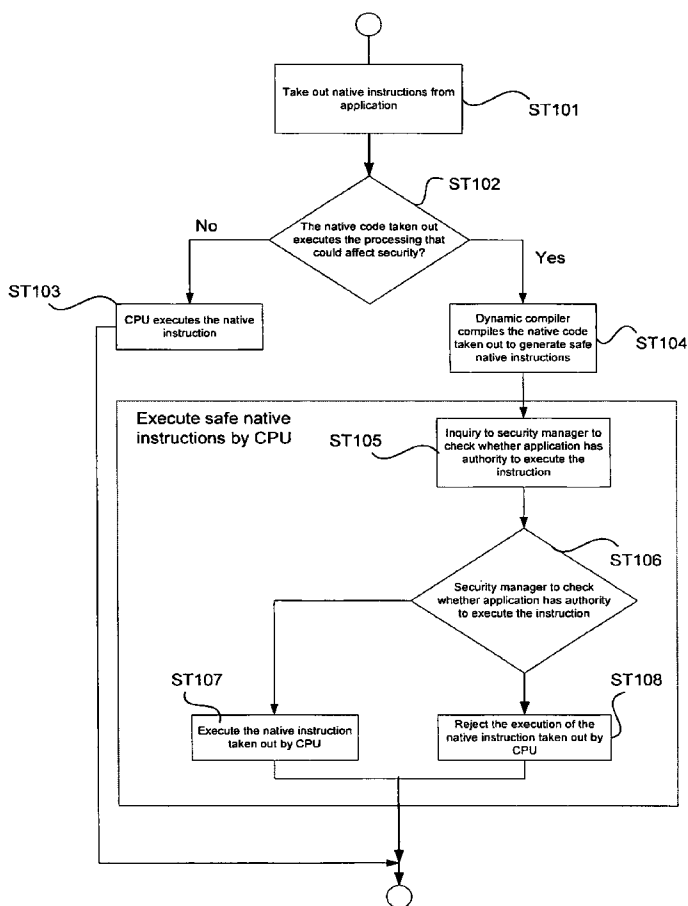 Take out native instructions from
application
ST101
ST102
The native code taken out
executes the processing that
could affect security?
No
Yes
ST103
CPU executes the native
instruction
Dynamic compiler
compiles the native code
taken out to generate safe
native instructions
ST104
Execute safe native
instructions by CPU
ST105
Inquiry to security manager to
check whether application has
authority to execute the
instruction
ST106
Security manager to check
whether application has authority
to execute the instruction
ST107
Execute the native instruction
taken out by CPU
ST108
Reject the execution of the
native instruction taken out by
CPU